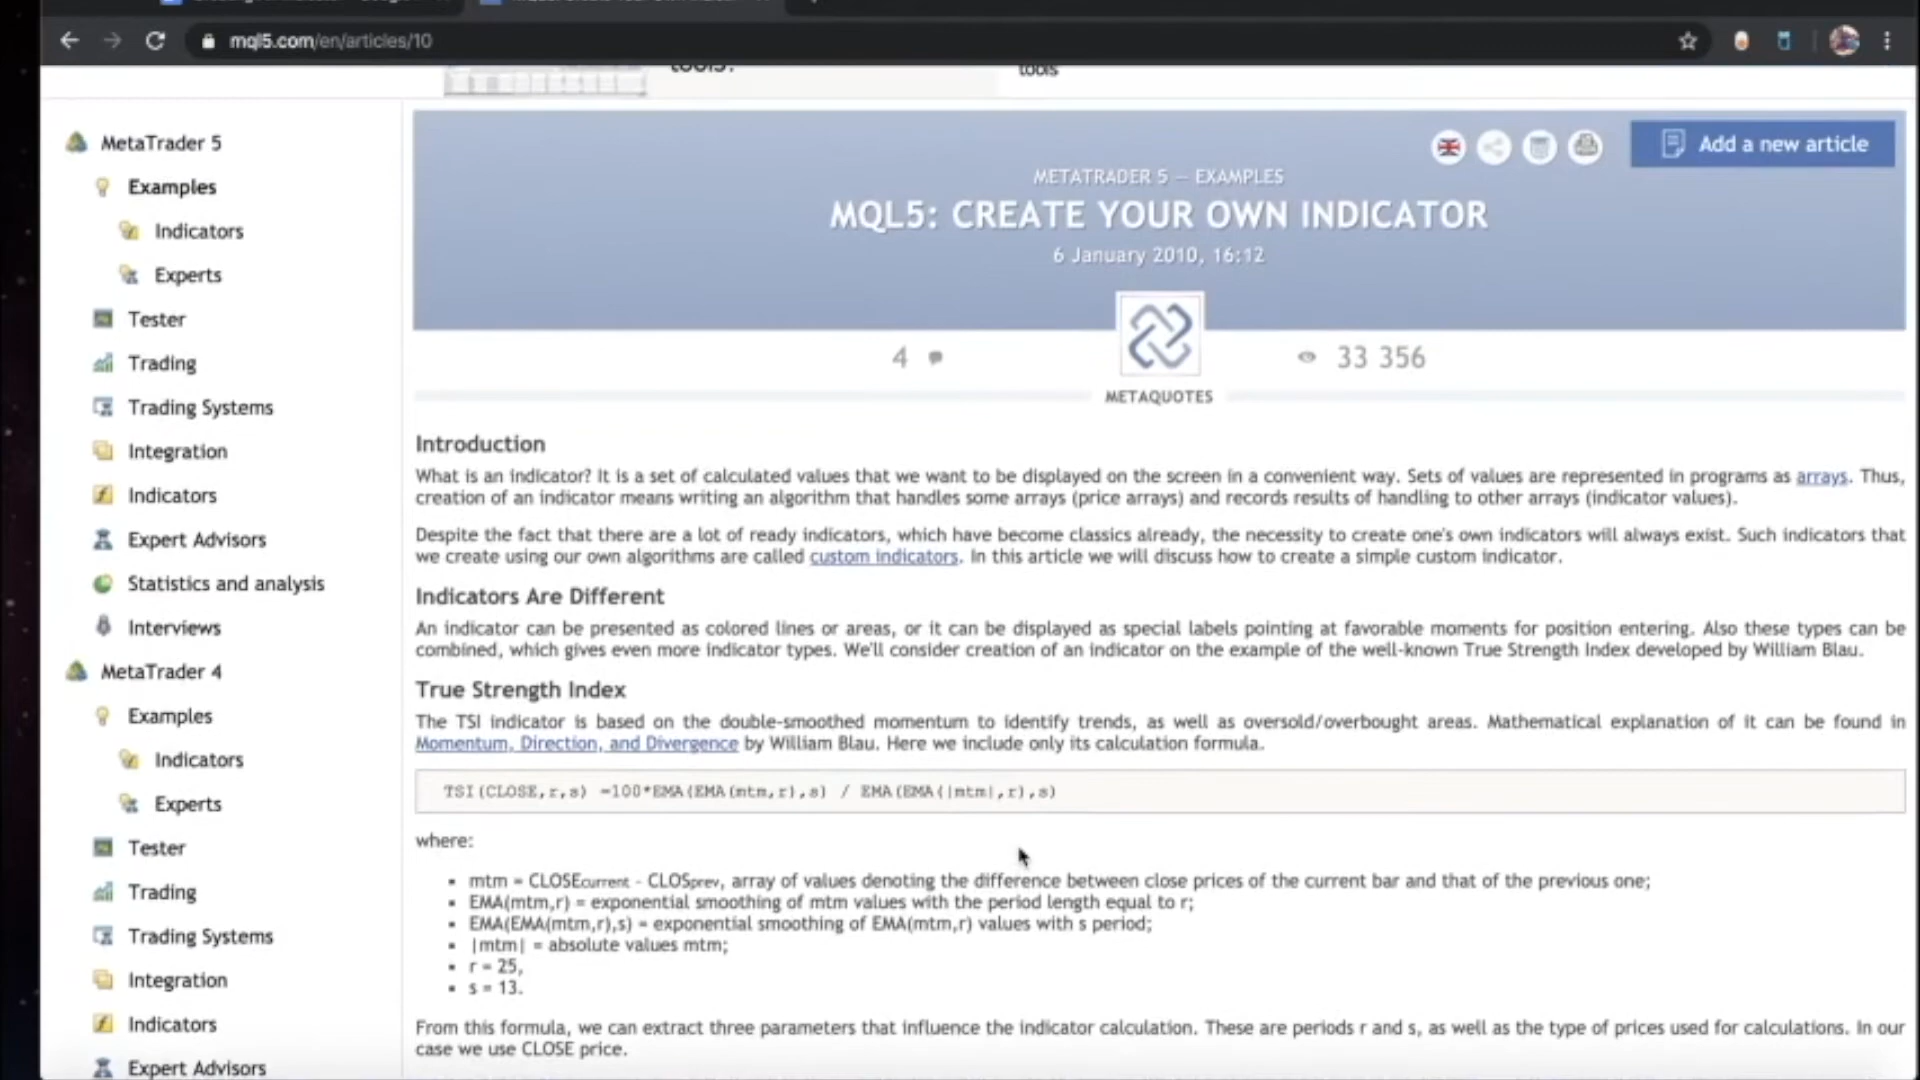 mql5.com/en/articles/10
tools
MetaTrader 5
Examples
Indicators
Experts
Tester
Trading
Trading Systems
Integration
Indicators
Expert Advisors
Statistics and analysis
Interviews
MetaTrader 4
Examples
Indicators
Experts
Tester
Trading
Trading Systems
Integration
Indicators
Expert Advisors
Add a new article
METATRADER 5 — EXAMPLES
MQL5: CREATE YOUR OWN INDICATOR
6 January 2010, 16:12
4
33 356
METAQUOTES
Introduction
What is an indicator? It is a set of calculated values that we want to be displayed on the screen in a convenient way. Sets of values are represented in programs as arrays. Thus,
creation of an indicator means writing an algorithm that handles some arrays (price arrays) and records results of handling to other arrays (indicator values).
Despite the fact that there are a lot of ready indicators, which have become classics already, the necessity to create one's own indicators will always exist. Such indicators that
we create using our own algorithms are called custom indicators. In this article we will discuss how to create a simple custom indicator.
Indicators Are Different
An indicator can be presented as colored lines or areas, or it can be displayed as special labels pointing at favorable moments for position entering. Also these types can be
combined, which gives even more indicator types. We'll consider creation of an indicator on the example of the well-known True Strength Index developed by William Blau.
True Strength Index
The TSI indicator is based on the double-smoothed momentum to identify trends, as well as oversold/overbought areas. Mathematical explanation of it can be found in
Momentum, Direction, and Divergence by William Blau. Here we include only its calculation formula.
TSI(CLOSE,r,s) =100*EMA(EMA(mtm,r),s) / EMA(EMA(|mtm|,r),s)
where:
mtm = CLOSEcurrent – CLOSprev, array of values denoting the difference between close prices of the current bar and that of the previous one;
EMA(mtm,r) = exponential smoothing of mtm values with the period length equal to r;
EMA(EMA(mtm,r),s) = exponential smoothing of EMA(mtm,r) values with s period;
|mtm| = absolute values mtm;
r = 25,
s = 13.
From this formula, we can extract three parameters that influence the indicator calculation. These are periods r and s, as well as the type of prices used for calculations. In our
case we use CLOSE price.